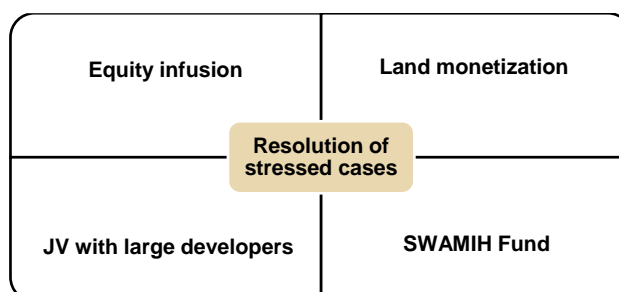 Equity infusion
Land monetization
Resolution of
stressed cases
JV with large developers
SWAMIH Fund